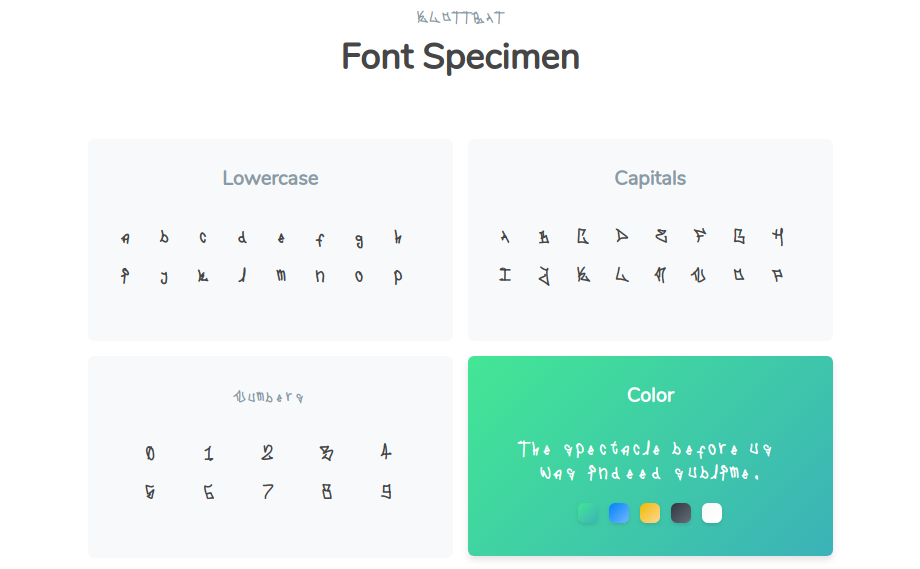 KLOTTRAT
Font Specimen
Lowercase
a b c d e f g h
i j k l m n o p
Capitals
A B C D E F G H
I J K L M N O P
Numbers
0 1 2 3 4
5 6 7 8 9
Color
The spectacle before us
was indeed sublime.